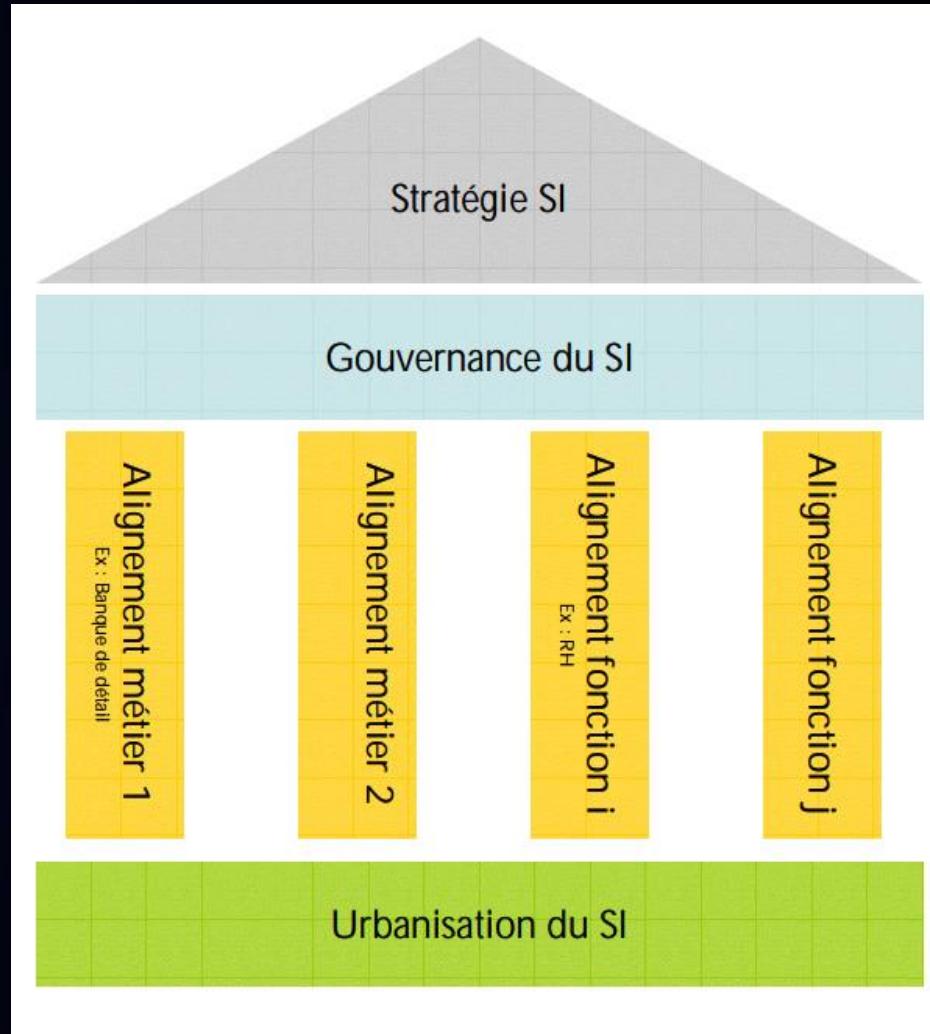 Stratégie SI
Gouvernance du SI
Alignement métier 1
Ex : Banque de détail
Alignement métier 2
Alignement fonction i
Ex : RH
Alignement fonction j
Urbanisation du SI